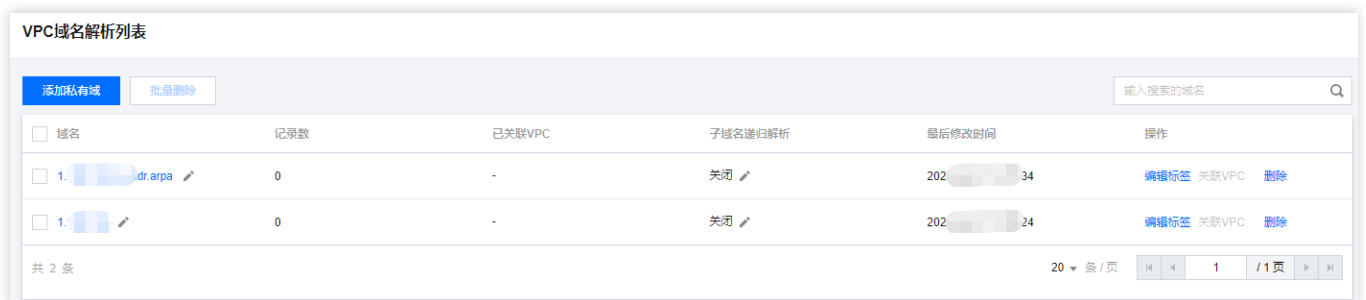 VPC域名解析列表
添加私有域 批量删除 输入搜索的域名
域名 记录数 已关联VPC 子域名递归解析 最后修改时间 操作
1. dr.arpa 0 - 关闭 202 34 编辑标签 关联VPC 删除
1. 0 - 关闭 202 24 编辑标签 关联VPC 删除
共 2 条 20 条/页 1 /1页